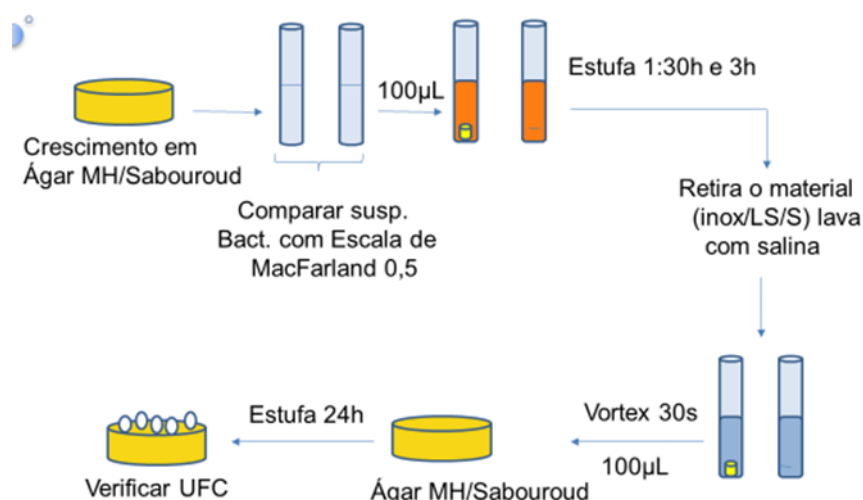 Crescimento em
Ágar MH/Sabouroud
Comparar susp.
Bact. com Escala de
MacFarland 0,5
100µL
Estufa 1:30h e 3h
Retira o material
(inox/LS/S) lava
com salina
Vortex 30s
100µL
Ágar MH/Sabouroud
Estufa 24h
Verificar UFC